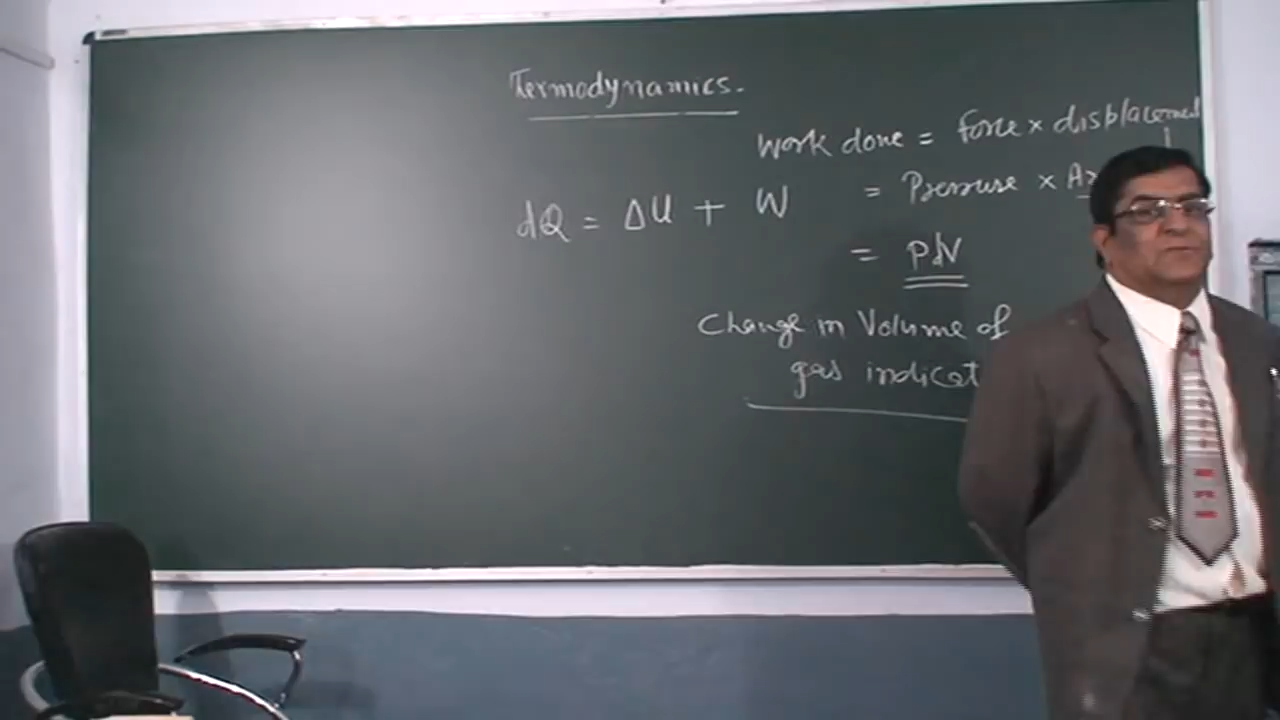 Termodynamics.
Work done = force × displacement
dQ = ΔU + W = Pressure ×
= PdV
Change in Volume of
gas indicat